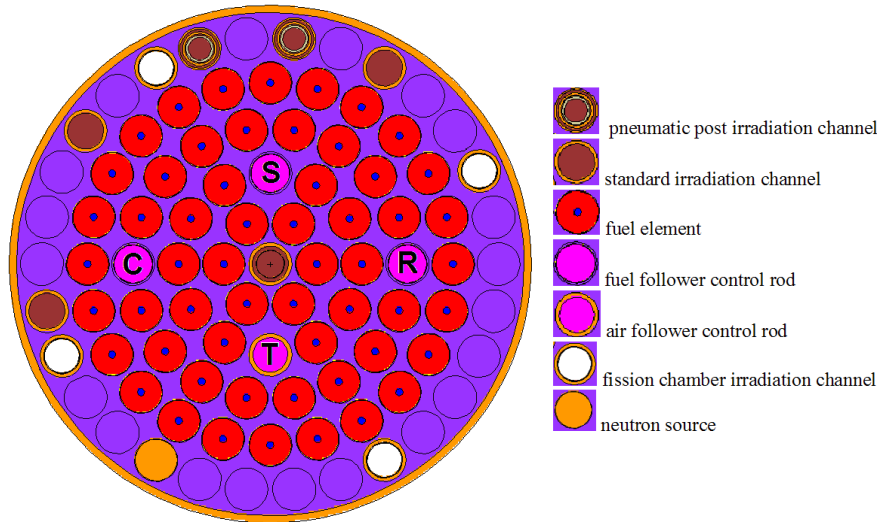 S
C
R
T
pneumatic post irradiation channel
standard irradiation channel
fuel element
fuel follower control rod
air follower control rod
fission chamber irradiation channel
neutron source